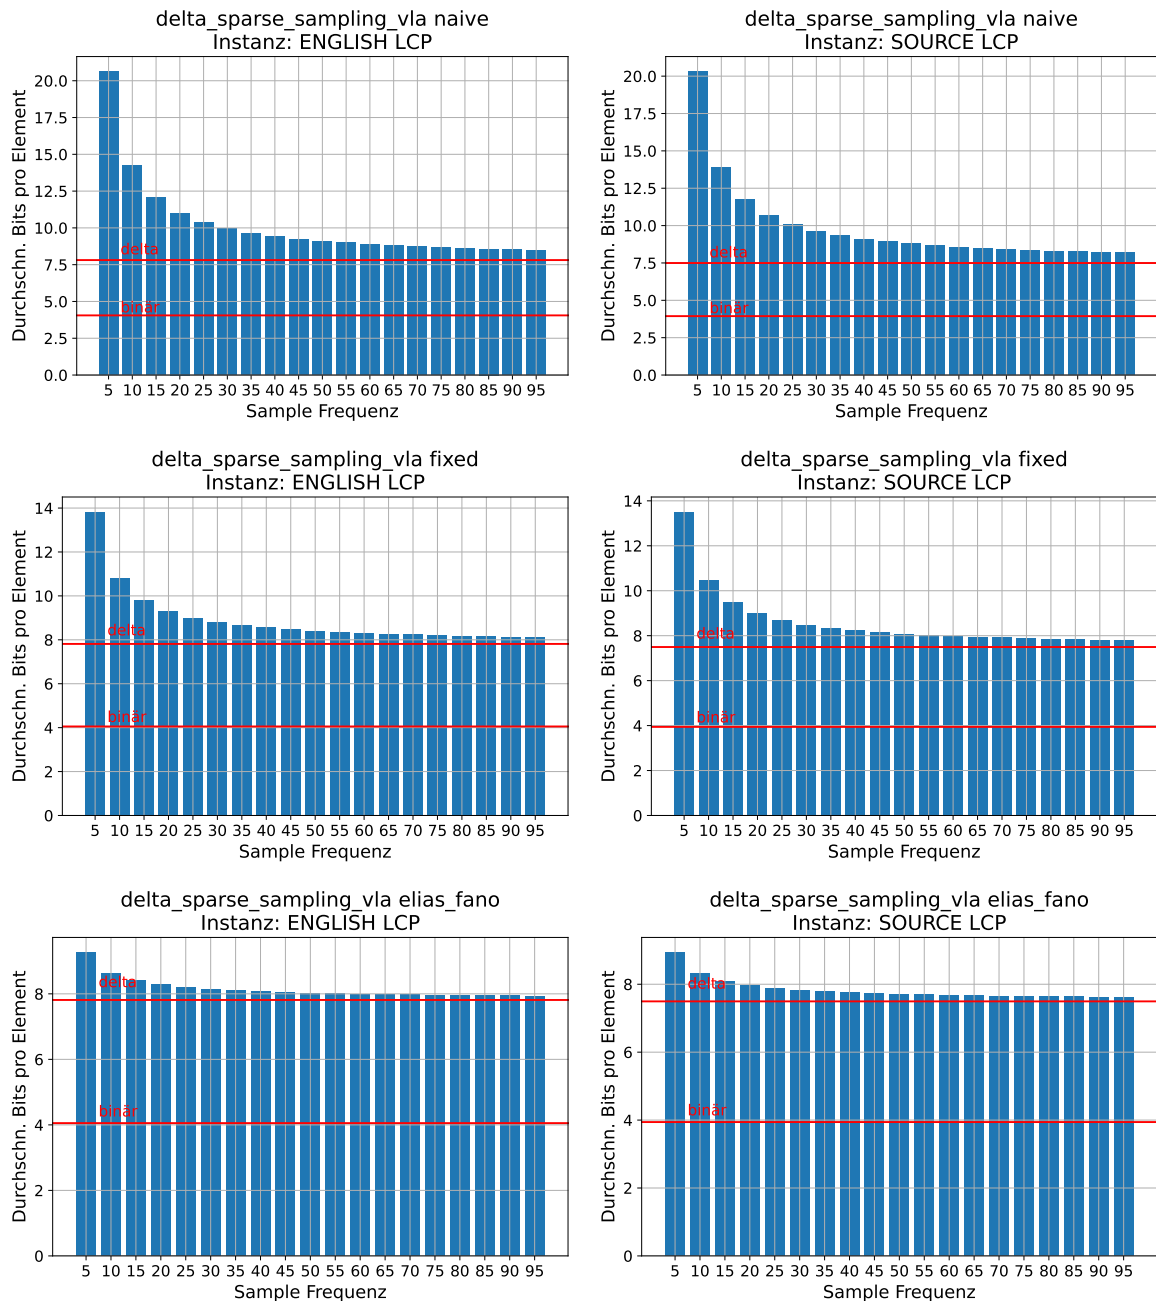 delta_sparse_sampling_vla naive
Instanz: ENGLISH LCP
Durchschn. Bits pro Element
20.0
17.5
15.0
12.5
10.0
7.5
5.0
2.5
0.0
delta
binär
5 10 15 20 25 30 35 40 45 50 55 60 65 70 75 80 85 90 95
Sample Frequenz
delta_sparse_sampling_vla naive
Instanz: SOURCE LCP
Durchschn. Bits pro Element
20.0
17.5
15.0
12.5
10.0
7.5
5.0
2.5
0.0
delta
binär
5 10 15 20 25 30 35 40 45 50 55 60 65 70 75 80 85 90 95
Sample Frequenz
delta_sparse_sampling_vla fixed
Instanz: ENGLISH LCP
Durchschn. Bits pro Element
14
12
10
8
6
4
2
0
delta
binär
5 10 15 20 25 30 35 40 45 50 55 60 65 70 75 80 85 90 95
Sample Frequenz
delta_sparse_sampling_vla fixed
Instanz: SOURCE LCP
Durchschn. Bits pro Element
14
12
10
8
6
4
2
0
delta
binär
5 10 15 20 25 30 35 40 45 50 55 60 65 70 75 80 85 90 95
Sample Frequenz
delta_sparse_sampling_vla elias_fano
Instanz: ENGLISH LCP
Durchschn. Bits pro Element
8
6
4
2
0
delta
binär
5 10 15 20 25 30 35 40 45 50 55 60 65 70 75 80 85 90 95
Sample Frequenz
delta_sparse_sampling_vla elias_fano
Instanz: SOURCE LCP
Durchschn. Bits pro Element
8
6
4
2
0
delta
binär
5 10 15 20 25 30 35 40 45 50 55 60 65 70 75 80 85 90 95
Sample Frequenz